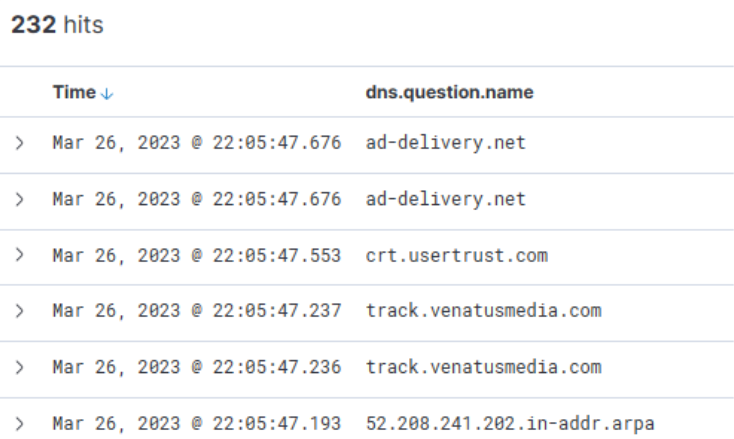 232 hits
Time↓ dns.question.name
> Mar 26, 2023 @ 22:05:47.676 ad-delivery.net
> Mar 26, 2023 @ 22:05:47.676 ad-delivery.net
> Mar 26, 2023 @ 22:05:47.553 crt.usertrust.com
> Mar 26, 2023 @ 22:05:47.237 track.venatusmedia.com
> Mar 26, 2023 @ 22:05:47.236 track.venatusmedia.com
> Mar 26, 2023 @ 22:05:47.193 52.208.241.202.in-addr.arpa